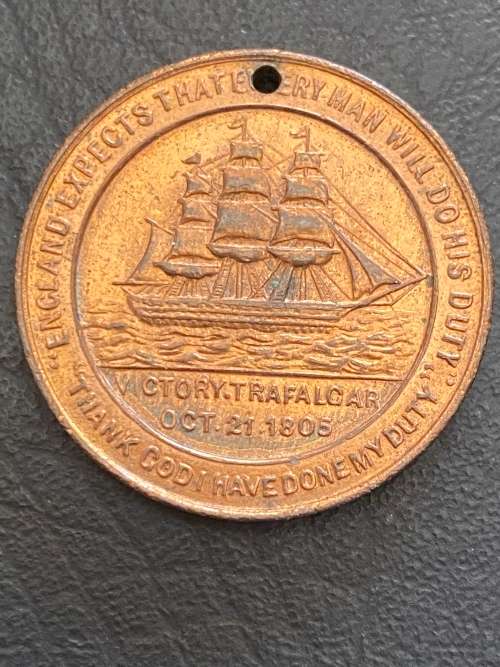 "ENGLAND EXPECTS THAT EVERY MAN WILL DO HIS DUTY"
VICTORY.TRAFALGAR
OCT.21.1805
"THANK GOD I HAVE DONE MY DUTY"